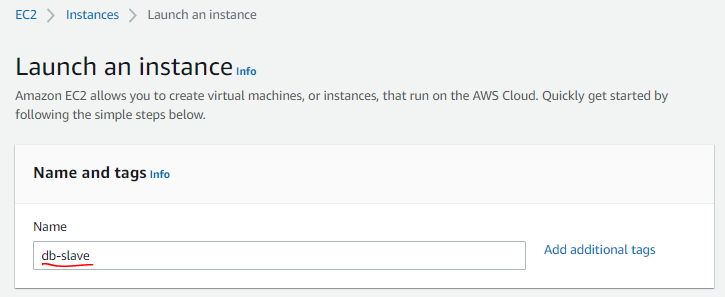 EC2 > Instances > Launch an instance
Launch an instance Info
Amazon EC2 allows you to create virtual machines, or instances, that run on the AWS Cloud. Quickly get started by
following the simple steps below.
Name and tags Info
Name
db-slave
Add additional tags